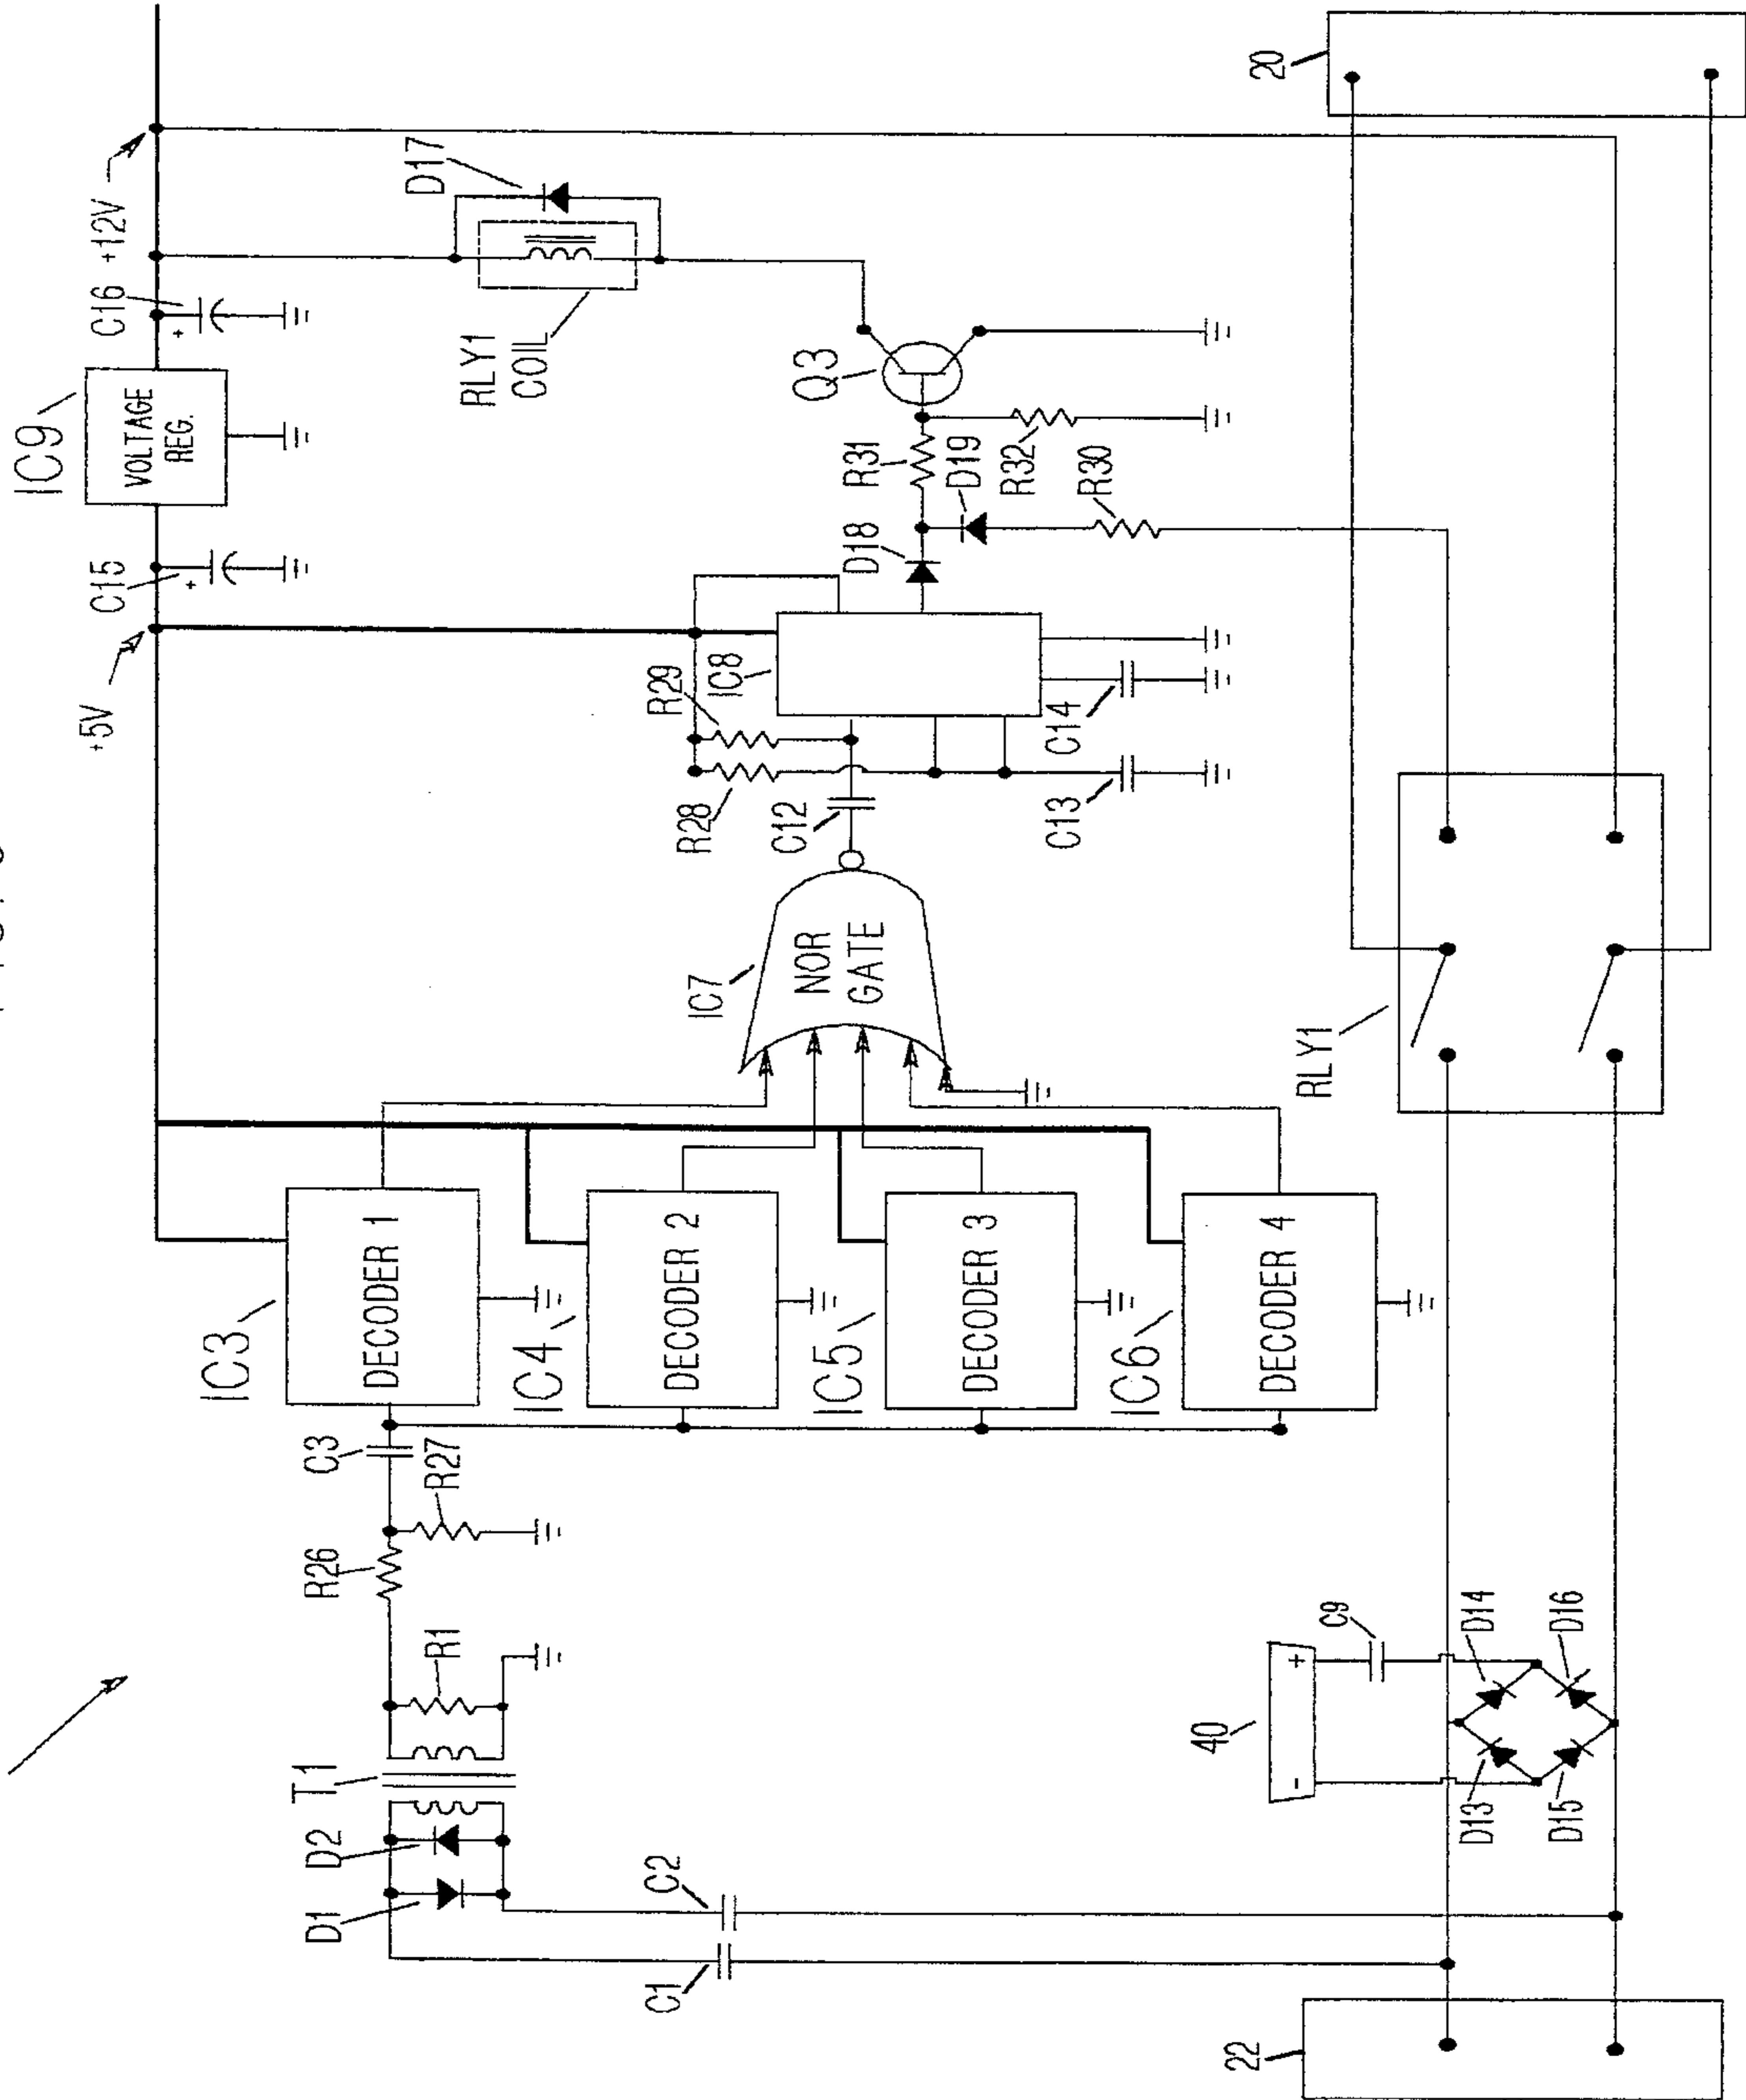 IC9
VOLTAGE
REG.
C15
C16
+5V
+12V
D17
RLY1
COIL
Q3
R31
D19
R32
R30
D18
IC8
R29
R28
C12
C13
C14
IC7
NOR
GATE
IC3
DECODER 1
IC4
DECODER 2
IC5
DECODER 3
IC6
DECODER 4
C3
R27
R26
R1
T1
D2
D1
C2
C1
40
+
-
C9
D14
D16
D13
D15
RLY1
20
22
+
+